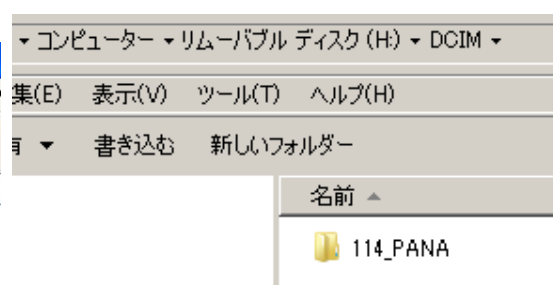 ▾ コンピューター ▾ リムーバブル ディスク (H:) ▾ DCIM ▾
集(E) 表示(V) ツール(T) ヘルプ(H)
有 ▼ 書き込む 新しいフォルダー
名前
114_PANA